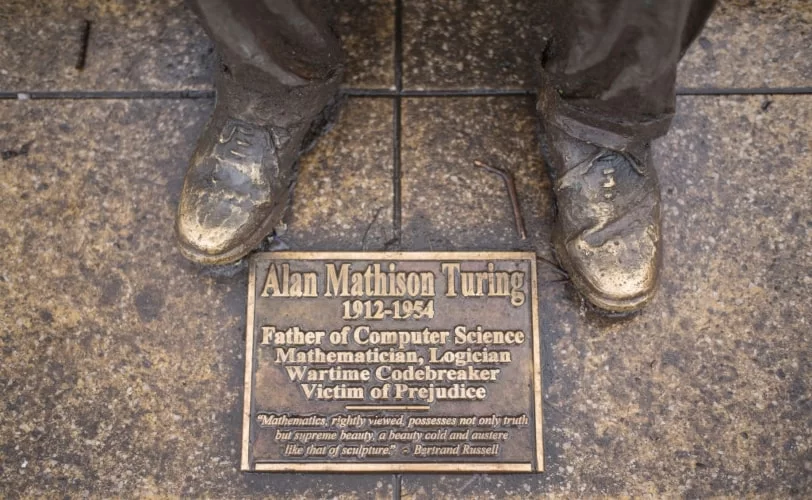 Alan Mathison Turing
1912-1954
Father of Computer Science
Mathematician, Logician
Wartime Codebreaker
Victim of Prejudice
"Mathematics, rightly viewed, possesses not only truth
but supreme beauty, a beauty cold and austere
like that of sculpture." ~ Bertrand Russell